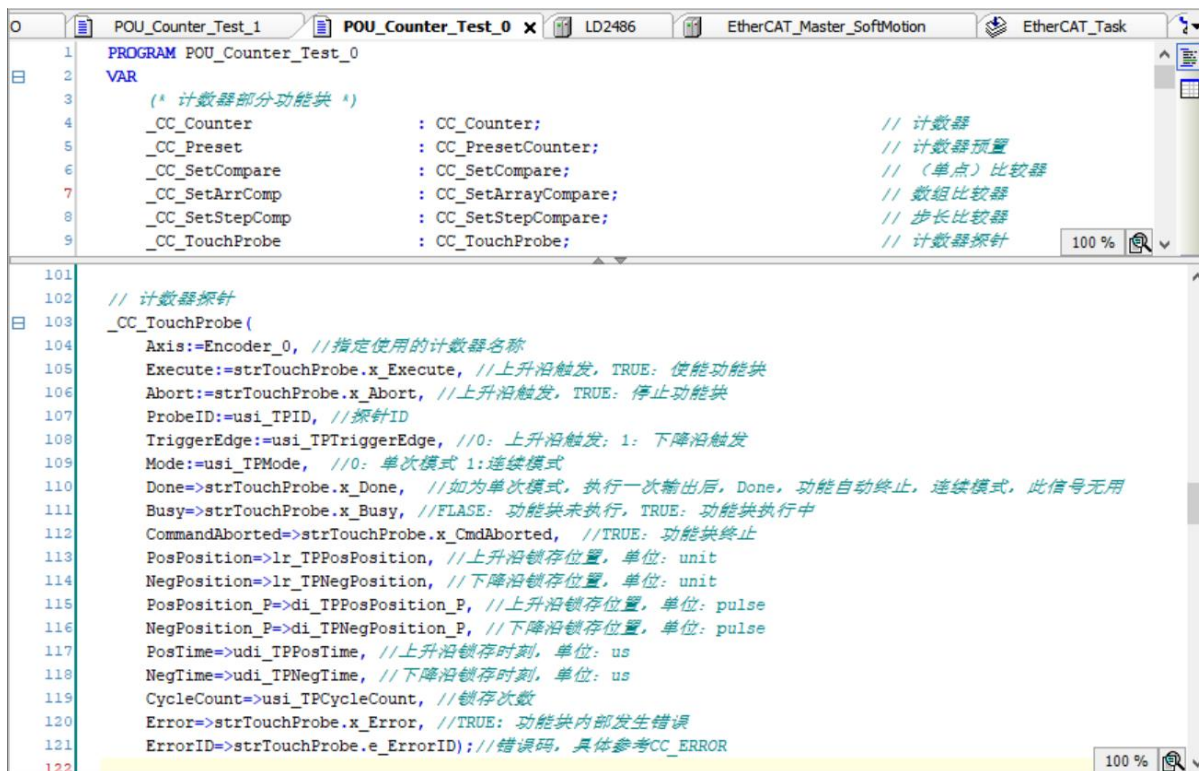 O POU_Counter_Test_1 POU_Counter_Test_0 X LD2486 EtherCAT_Master_SoftMotion EtherCAT_Task
1 PROGRAM POU_Counter_Test_0
2 VAR
3 (* 计数器部分功能块 *)
4 _CC_Counter : CC_Counter; // 计数器
5 _CC_Preset : CC_PresetCounter; // 计数器预置
6 _CC_SetCompare : CC_SetCompare; // （单点）比较器
7 _CC_SetArrComp : CC_SetArrayCompare; // 数组比较器
8 _CC_SetStepComp : CC_SetStepCompare; // 步长比较器
9 _CC_TouchProbe : CC_TouchProbe; // 计数器探针
100 %
101
102 // 计数器探针
103 _CC_TouchProbe(
104 Axis:=Encoder_0, //指定使用的计数器名称
105 Execute:=strTouchProbe.x_Execute, //上升沿触发，TRUE：使能功能块
106 Abort:=strTouchProbe.x_Abort, //上升沿触发，TRUE：停止功能块
107 ProbeID:=usi_TPID, //探针ID
108 TriggerEdge:=usi_TPTriggerEdge, //0：上升沿触发；1：下降沿触发
109 Mode:=usi_TPMode, //0：单次模式 1:连续模式
110 Done=>strTouchProbe.x_Done, //如为单次模式，执行一次输出后，Done，功能自动终止，连续模式，此信号无用
111 Busy=>strTouchProbe.x_Busy, //FLASE：功能块未执行，TRUE：功能块执行中
112 CommandAborted=>strTouchProbe.x_CmdAborted, //TRUE：功能块终止
113 PosPosition=>lr_TPPosPosition, //上升沿锁存位置，单位：unit
114 NegPosition=>lr_TPNegPosition, //下降沿锁存位置，单位：unit
115 PosPosition_P=>di_TPPosPosition_P, //上升沿锁存位置，单位：pulse
116 NegPosition_P=>di_TPNegPosition_P, //下降沿锁存位置，单位：pulse
117 PosTime=>udi_TPPosTime, //上升沿锁存时刻，单位：us
118 NegTime=>udi_TPNegTime, //下降沿锁存时刻，单位：us
119 CycleCount=>usi_TPCycleCount, //锁存次数
120 Error=>strTouchProbe.x_Error, //TRUE：功能块内部发生错误
121 ErrorID=>strTouchProbe.e_ErrorID);//错误码，具体参考CC_ERROR
122
100 %